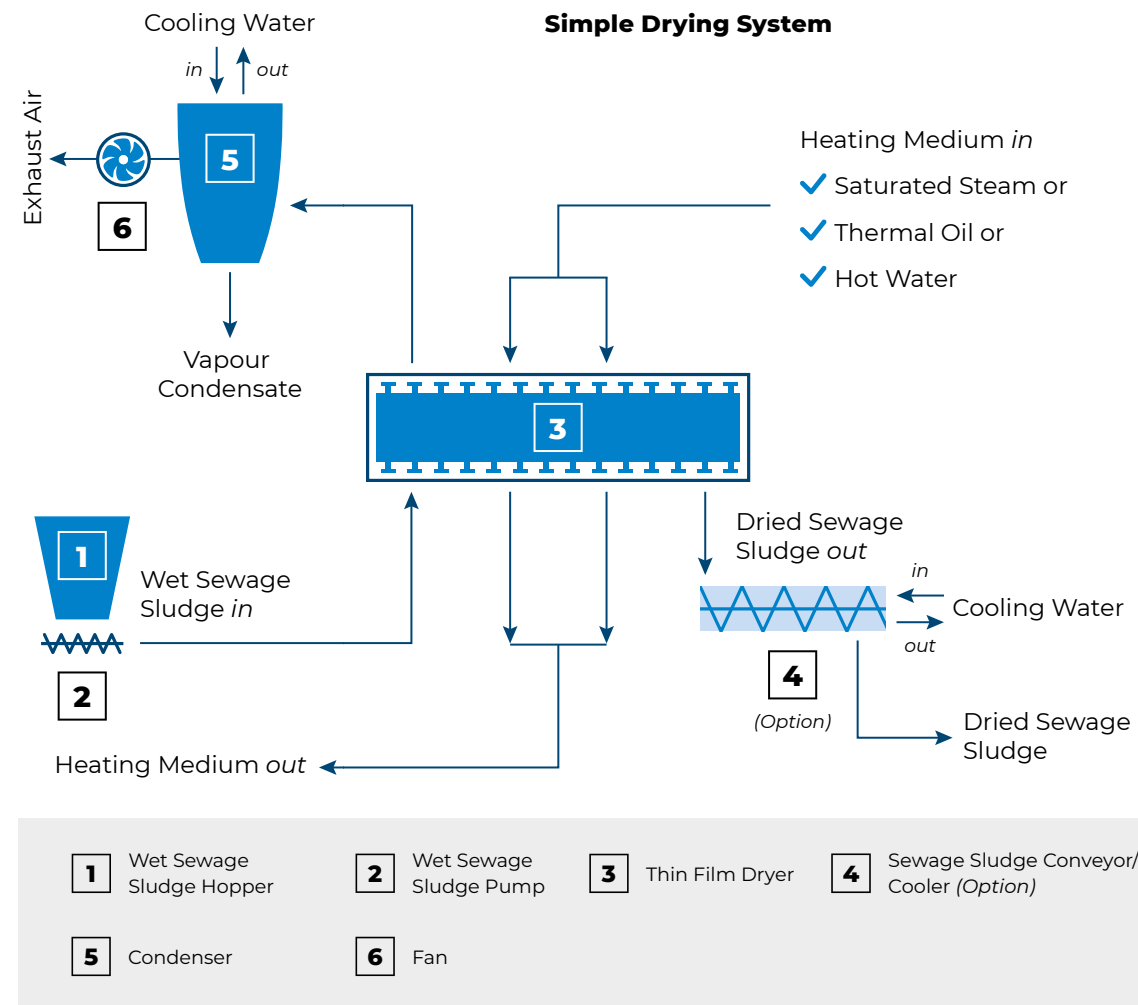 Simple Drying System
Cooling Water
in
out
Exhaust Air
5
6
Vapour
Condensate
Heating Medium in
Saturated Steam or
Thermal Oil or
Hot Water
3
1
Wet Sewage
Sludge in
2
Heating Medium out
Dried Sewage
Sludge out
in
Cooling Water
out
4
(Option)
Dried Sewage
Sludge
1 Wet Sewage
Sludge Hopper
2 Wet Sewage
Sludge Pump
3 Thin Film Dryer
4 Sewage Sludge Conveyor/
Cooler (Option)
5 Condenser
6 Fan